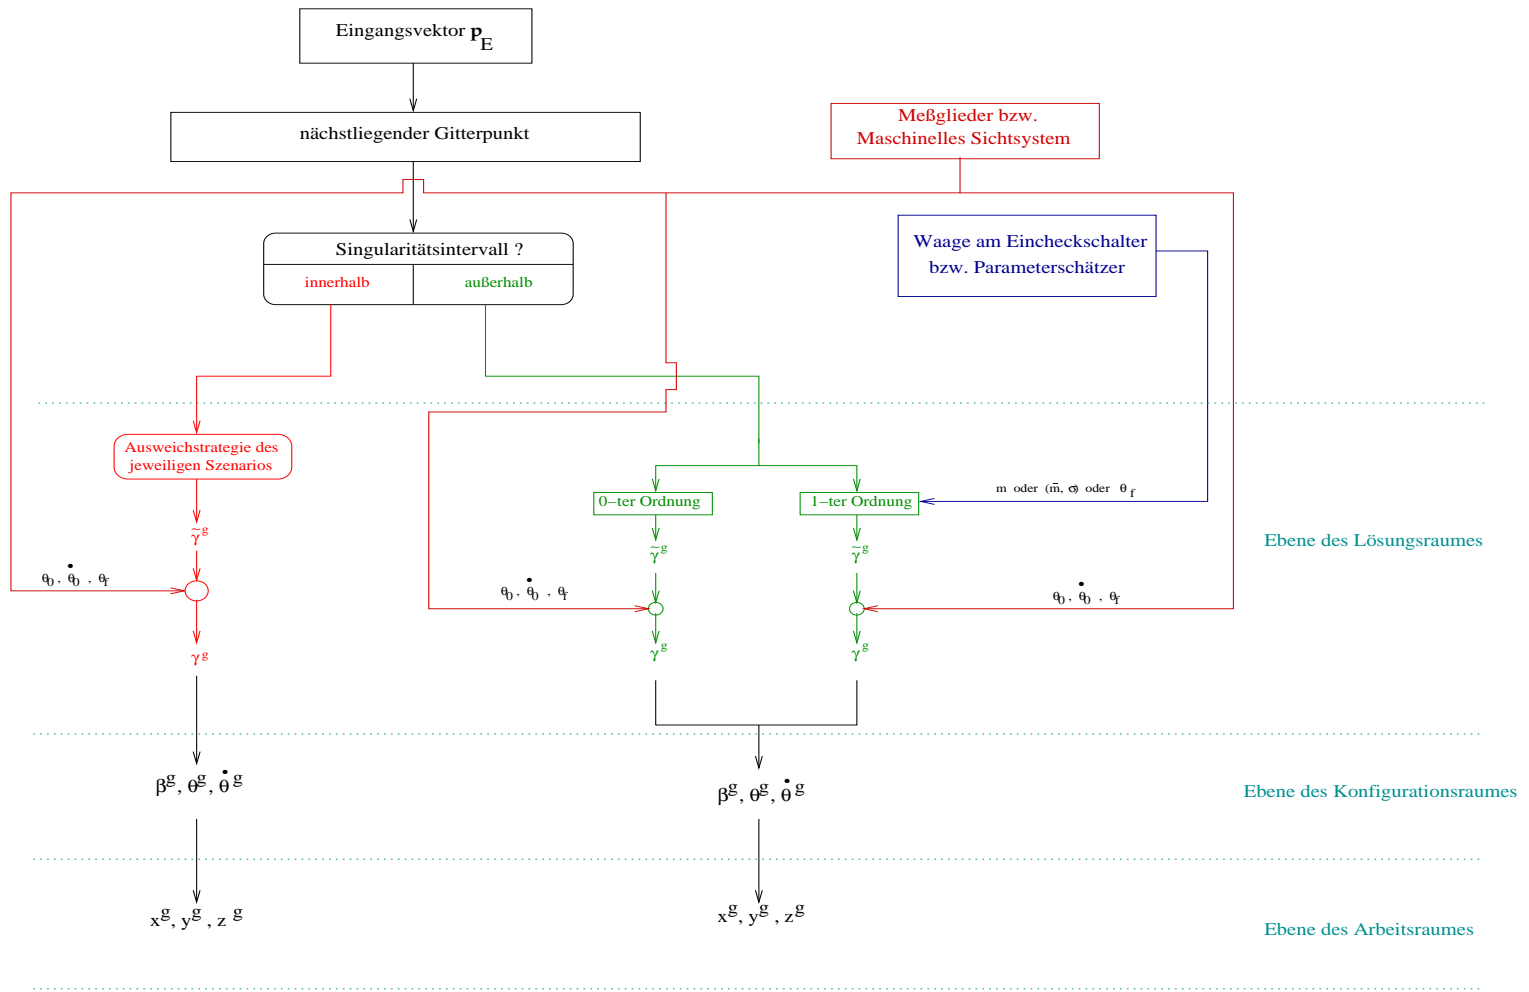 Eingangsvektor p_E
nächstliegender Gitterpunkt
Meßglieder bzw.
Maschinelles Sichtsystem
Singularitätsintervall ?
innerhalb
außerhalb
Waage am Eincheckschalter
bzw. Parameterschätzer
Ausweichstrategie des
jeweiligen Szenarios
0–ter Ordnung
1–ter Ordnung
m oder (m̄, σ) oder θ_f
γ̃^g
γ̃^g
γ̃^g
Ebene des Lösungsraumes
θ_0, θ̇_0, θ_f
θ_0, θ̇_0, θ_f
θ_0, θ̇_0, θ_f
γ^g
γ^g
γ^g
β^g, θ^g, θ̇^g
β^g, θ^g, θ̇^g
Ebene des Konfigurationsraumes
x^g, y^g, z^g
x^g, y^g, z^g
Ebene des Arbeitsraumes